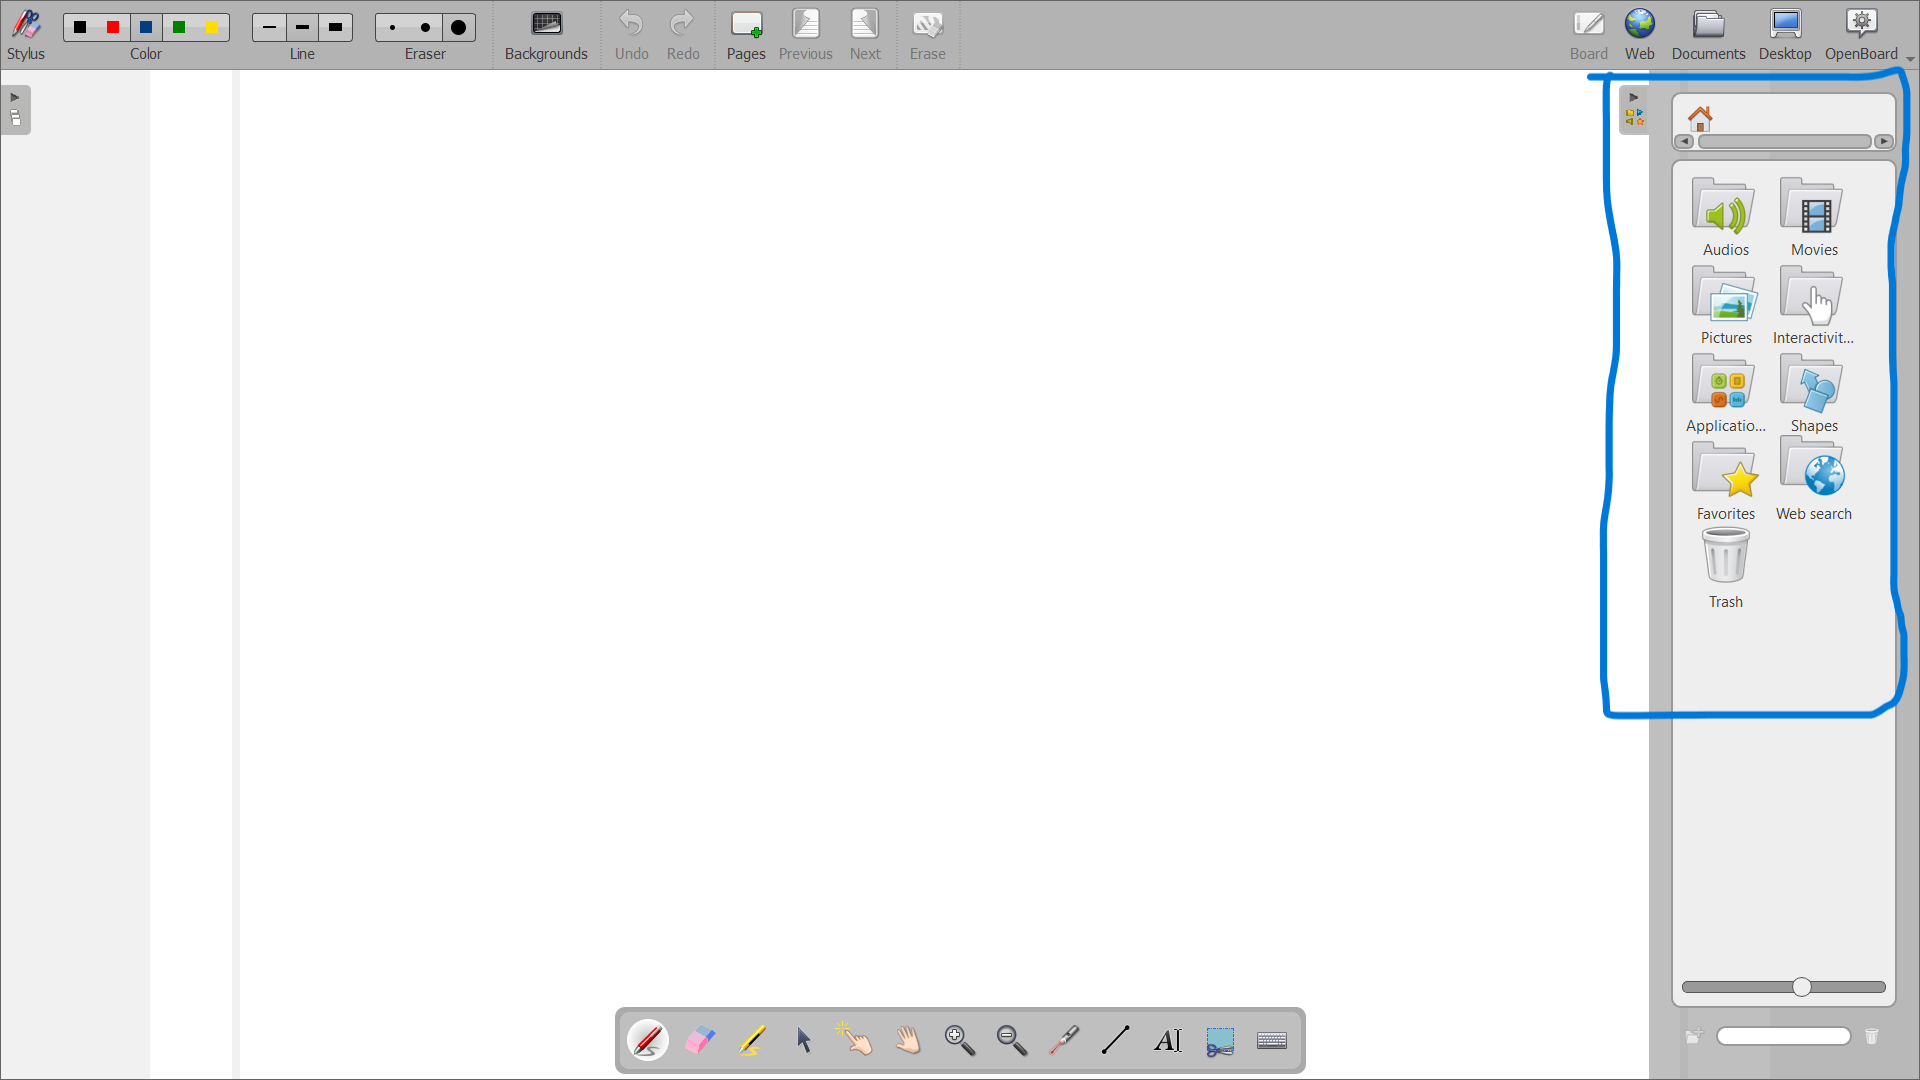 Stylus Color Line Eraser Backgrounds Undo Redo Pages Previous Next Erase Board Web Documents Desktop OpenBoard
Audios Movies
Pictures Interactivit...
Applicatio... Shapes
Favorites Web search
Trash
AI